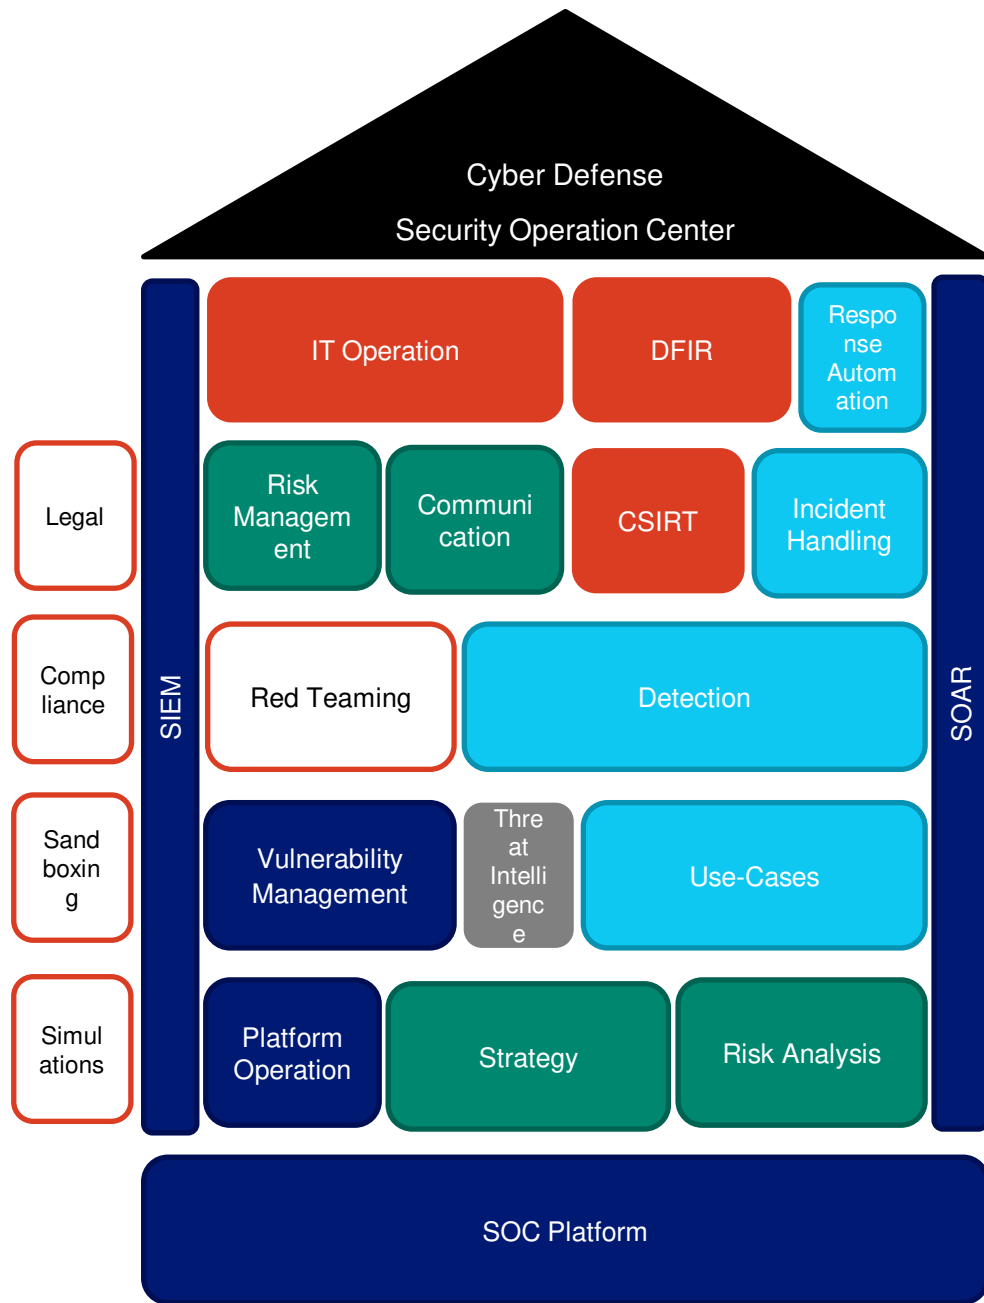 Cyber Defense
Security Operation Center
IT Operation
DFIR
Respo
nse
Autom
ation
Legal
Risk
Managem
ent
Communi
cation
CSIRT
Incident
Handling
Comp
liance
SIEM
Red Teaming
Detection
SOAR
Sand
boxin
g
Vulnerability
Management
Thre
at
Intelli
genc
e
Use-Cases
Simul
ations
Platform
Operation
Strategy
Risk Analysis
SOC Platform